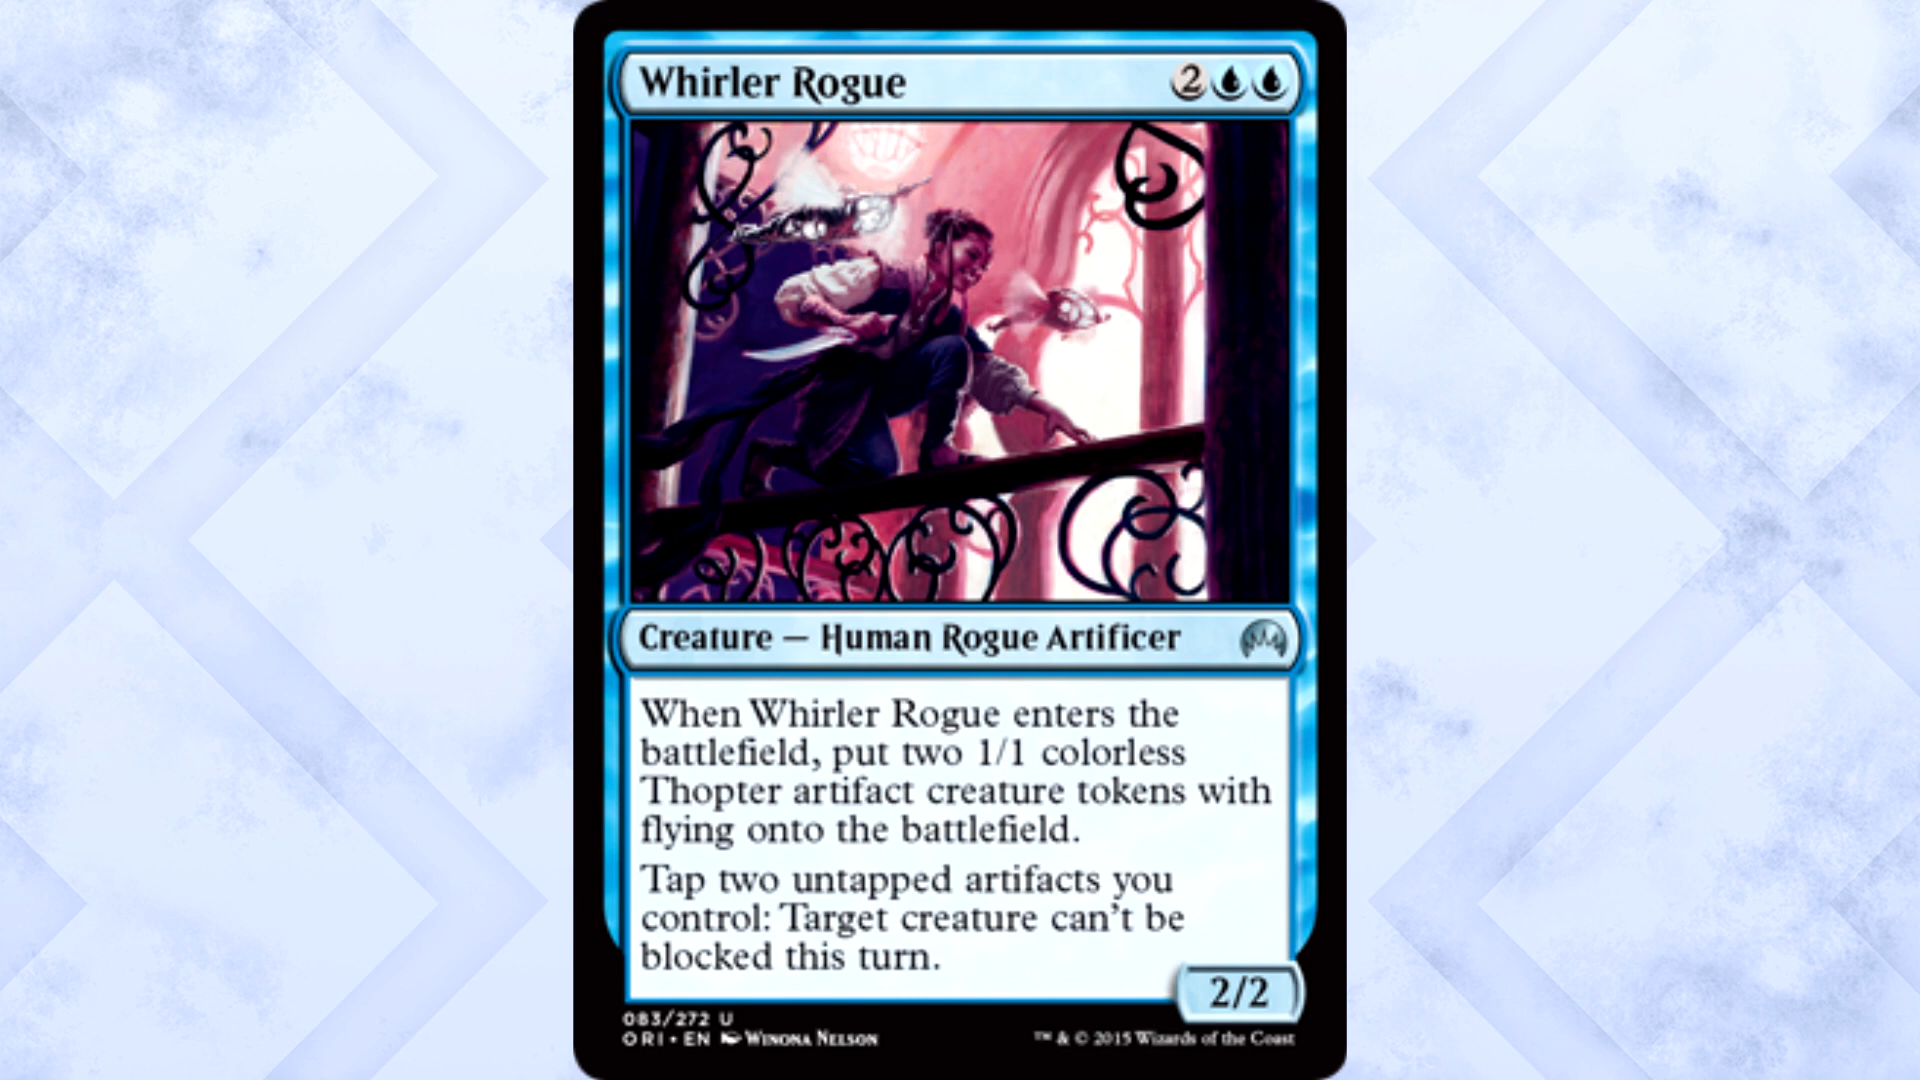 Whirler Rogue 2
Creature — Human Rogue Artificer
When Whirler Rogue enters the
battlefield, put two 1/1 colorless
Thopter artifact creature tokens with
flying onto the battlefield.
Tap two untapped artifacts you
control: Target creature can't be
blocked this turn.
2/2
083/272 U
ORI • EN Winona Nelson
™ & © 2015 Wizards of the Coast